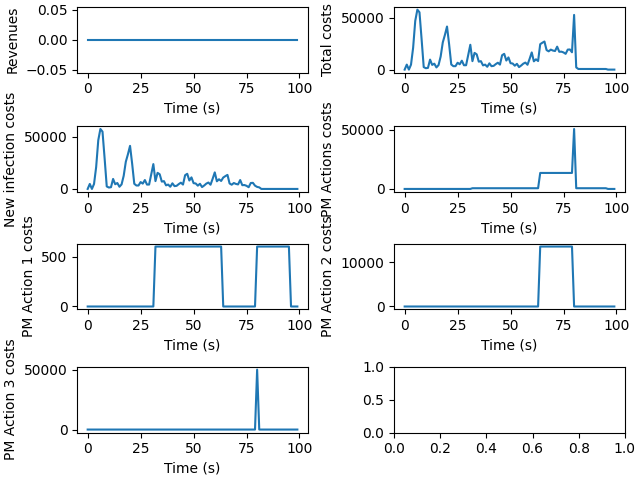 Revenues
0.05
0.00
−0.05
0 25 50 75 100
Time (s)
Total costs
50000
0
0 25 50 75 100
Time (s)
New infection costs
50000
0
0 25 50 75 100
Time (s)
PM Actions costs
50000
0
0 25 50 75 100
Time (s)
PM Action 1 costs
500
0
0 25 50 75 100
Time (s)
PM Action 2 costs
10000
0
0 25 50 75 100
Time (s)
PM Action 3 costs
50000
0
0 25 50 75 100
Time (s)
1.0
0.5
0.0
0.0 0.2 0.4 0.6 0.8 1.0